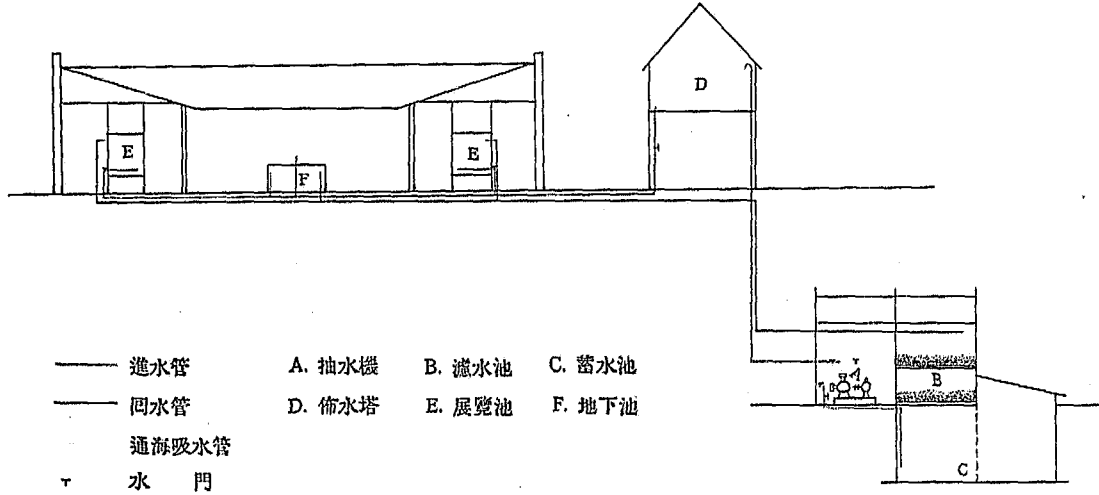 D
E
E
F
A
B
C
進水管 A. 抽水機 B. 濾水池 C. 蓄水池
回水管 D. 佈水塔 E. 展覽池 F. 地下池
通海吸水管
水 門